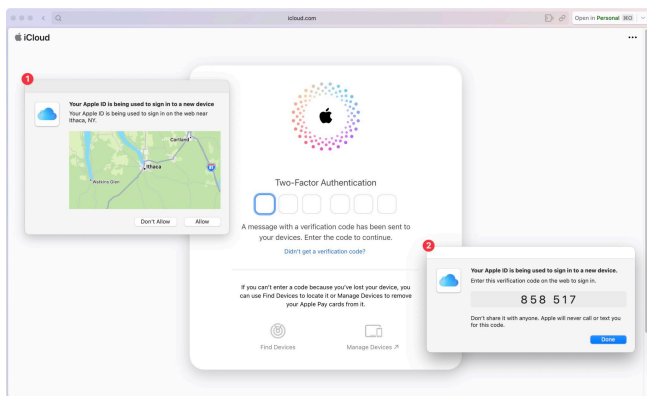 icloud.com
Open in Personal ⌘O
iCloud
1
Your Apple ID is being used to sign in to a new device
Your Apple ID is being used to sign in on the web near
Ithaca, NY.
Cortland
Ithaca
Watkins Glen
81
Don't Allow
Allow
Two-Factor Authentication
A message with a verification code has been sent to
your devices. Enter the code to continue.
Didn't get a verification code?
If you can't enter a code because you've lost your device, you
can use Find Devices to locate it or Manage Devices to remove
your Apple Pay cards from it.
Find Devices
Manage Devices ↗
2
Your Apple ID is being used to sign in to a new device.
Enter this verification code on the web to sign in.
858 517
Don't share it with anyone. Apple will never call or text you
for this code.
Done